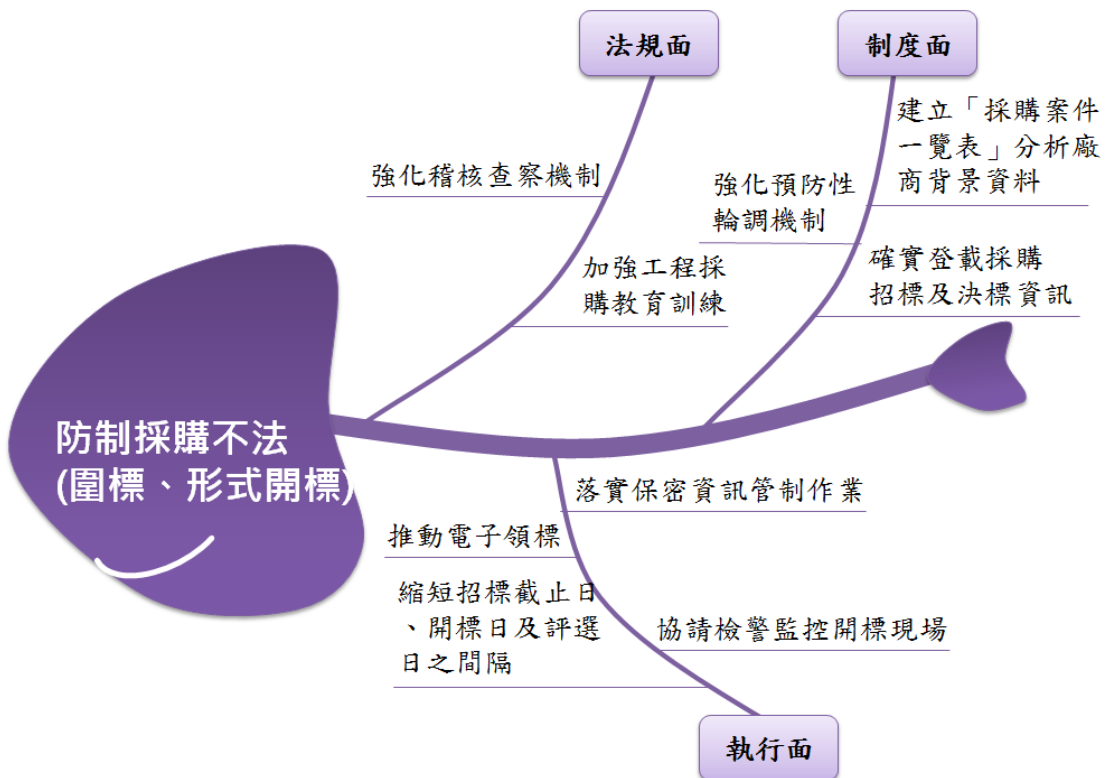 法規面
制度面
強化稽核查察機制
加強工程採
購教育訓練
建立「採購案件
一覽表」分析廠
商背景資料
強化預防性
輪調機制
確實登載採購
招標及决標資訊
防制採購不法
(圍標、形式開標)
落實保密資訊管制作業
推動電子領標
縮短招標截止日
、開標日及評選
日之間隔
協請檢警監控開標現場
執行面